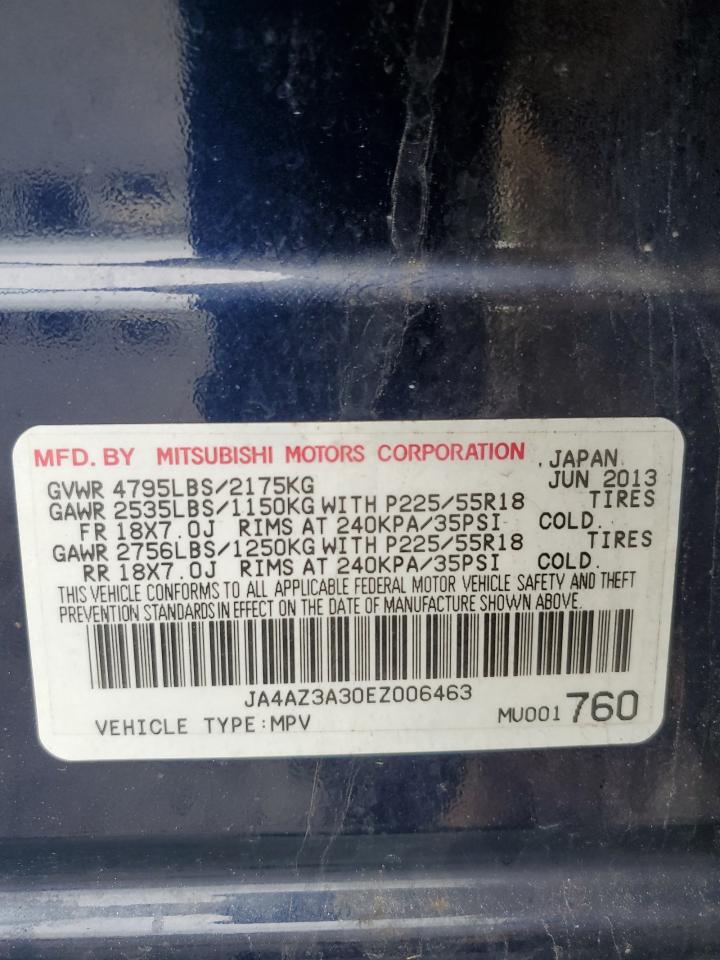 MFD. BY MITSUBISHI MOTORS CORPORATION , JAPAN
GVWR 4795LBS/2175KG JUN 2013
GAWR 2535LBS/1150KG WITH P225/55R18 TIRES
FR 18X7.0J RIMS AT 240KPA/35PSI COLD.
GAWR 2756LBS/1250KG WITH P225/55R18 TIRES
RR 18X7.0J RIMS AT 240KPA/35PSI COLD.
THIS VEHICLE CONFORMS TO ALL APPLICABLE FEDERAL MOTOR VEHICLE SAFETY AND THEFT
PREVENTION STANDARDS IN EFFECT ON THE DATE OF MANUFACTURE SHOWN ABOVE.
JA4AZ3A30EZ006463
VEHICLE TYPE:MPV MU001760